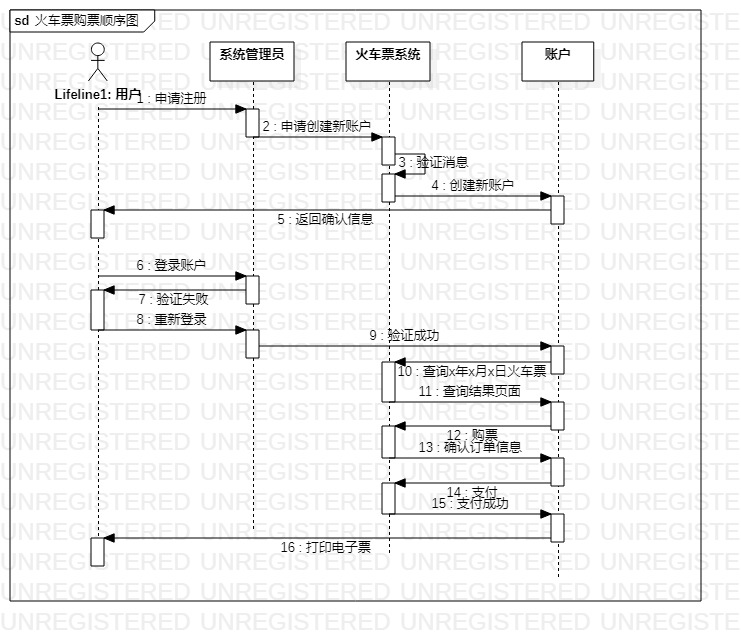 sd 火车票购票顺序图
系统管理员
火车票系统
账户
Lifeline1: 用户
1 : 申请注册
2 : 申请创建新账户
3 : 验证消息
4 : 创建新账户
5 : 返回确认信息
6 : 登录账户
7 : 验证失败
8 : 重新登录
9 : 验证成功
10 : 查询x年x月x日火车票
11 : 查询结果页面
12 : 购票
13 : 确认订单信息
14 : 支付
15 : 支付成功
16 : 打印电子票
UNREGISTERED UNREGISTERED UNREGISTERED UNREGISTERED